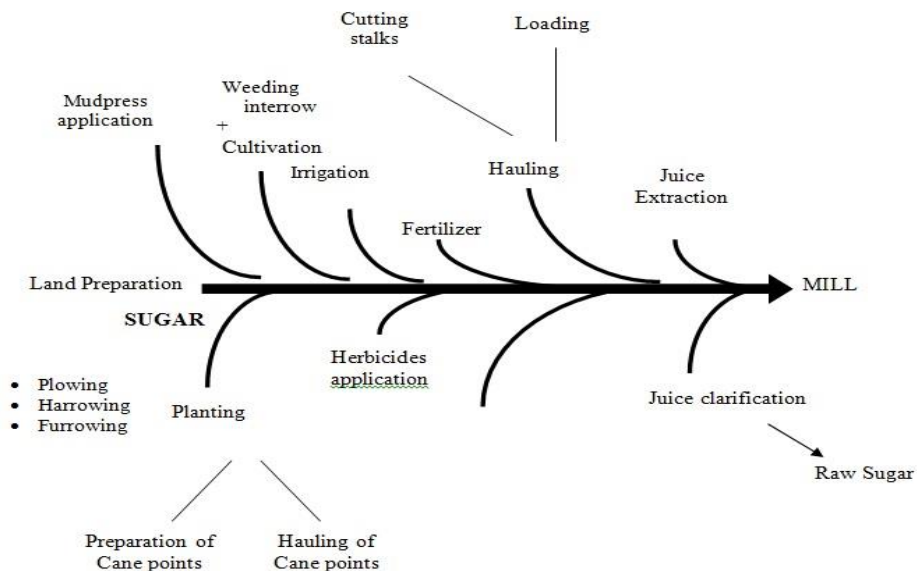 Cutting
stalks
Loading
Weeding
interrow
+
Cultivation
Mudpress
application
Irrigation
Hauling
Juice
Extraction
Fertilizer
Land Preparation
MILL
SUGAR
Herbicides
application
• Plowing
• Harrowing
• Furrowing
Planting
Juice clarification
Raw Sugar
Preparation of
Cane points
Hauling of
Cane points